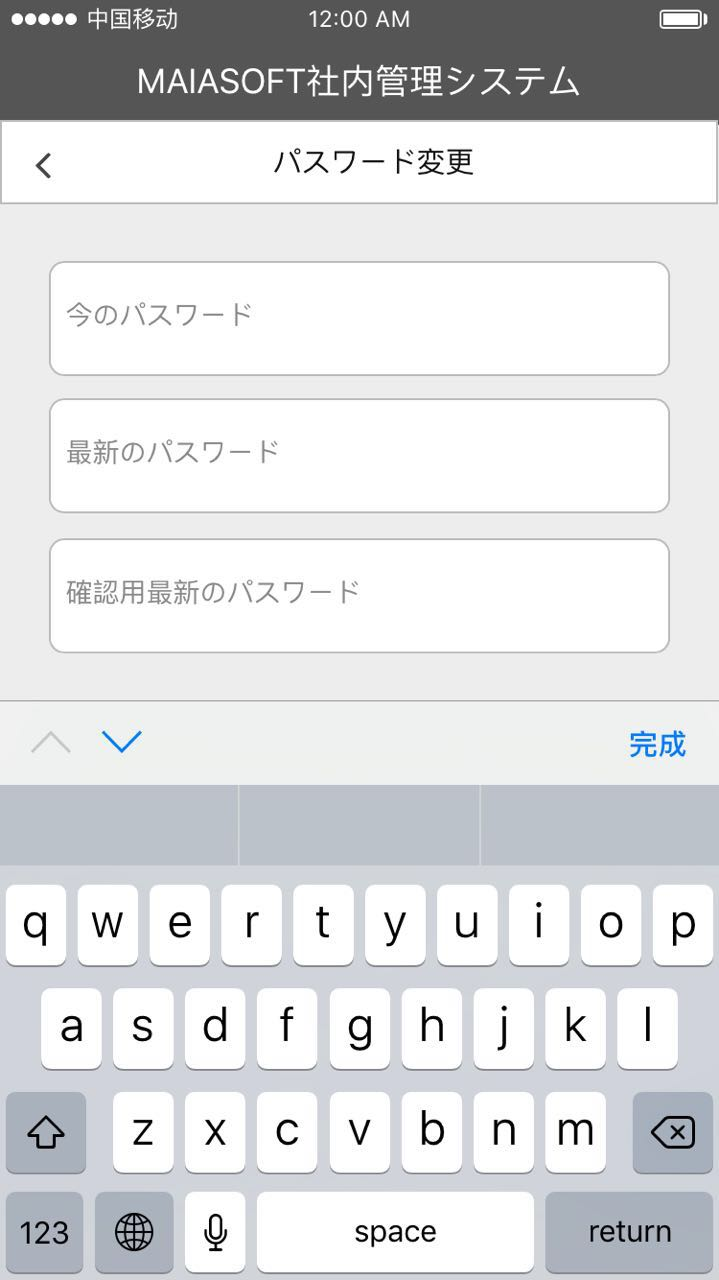 中国移动 12:00 AM
MAIASOFT社内管理システム
パスワード変更
今のパスワード
最新のパスワード
確認用最新のパスワード
完成
q w e r t y u i o p
a s d f g h j k l
z x c v b n m
123 space return